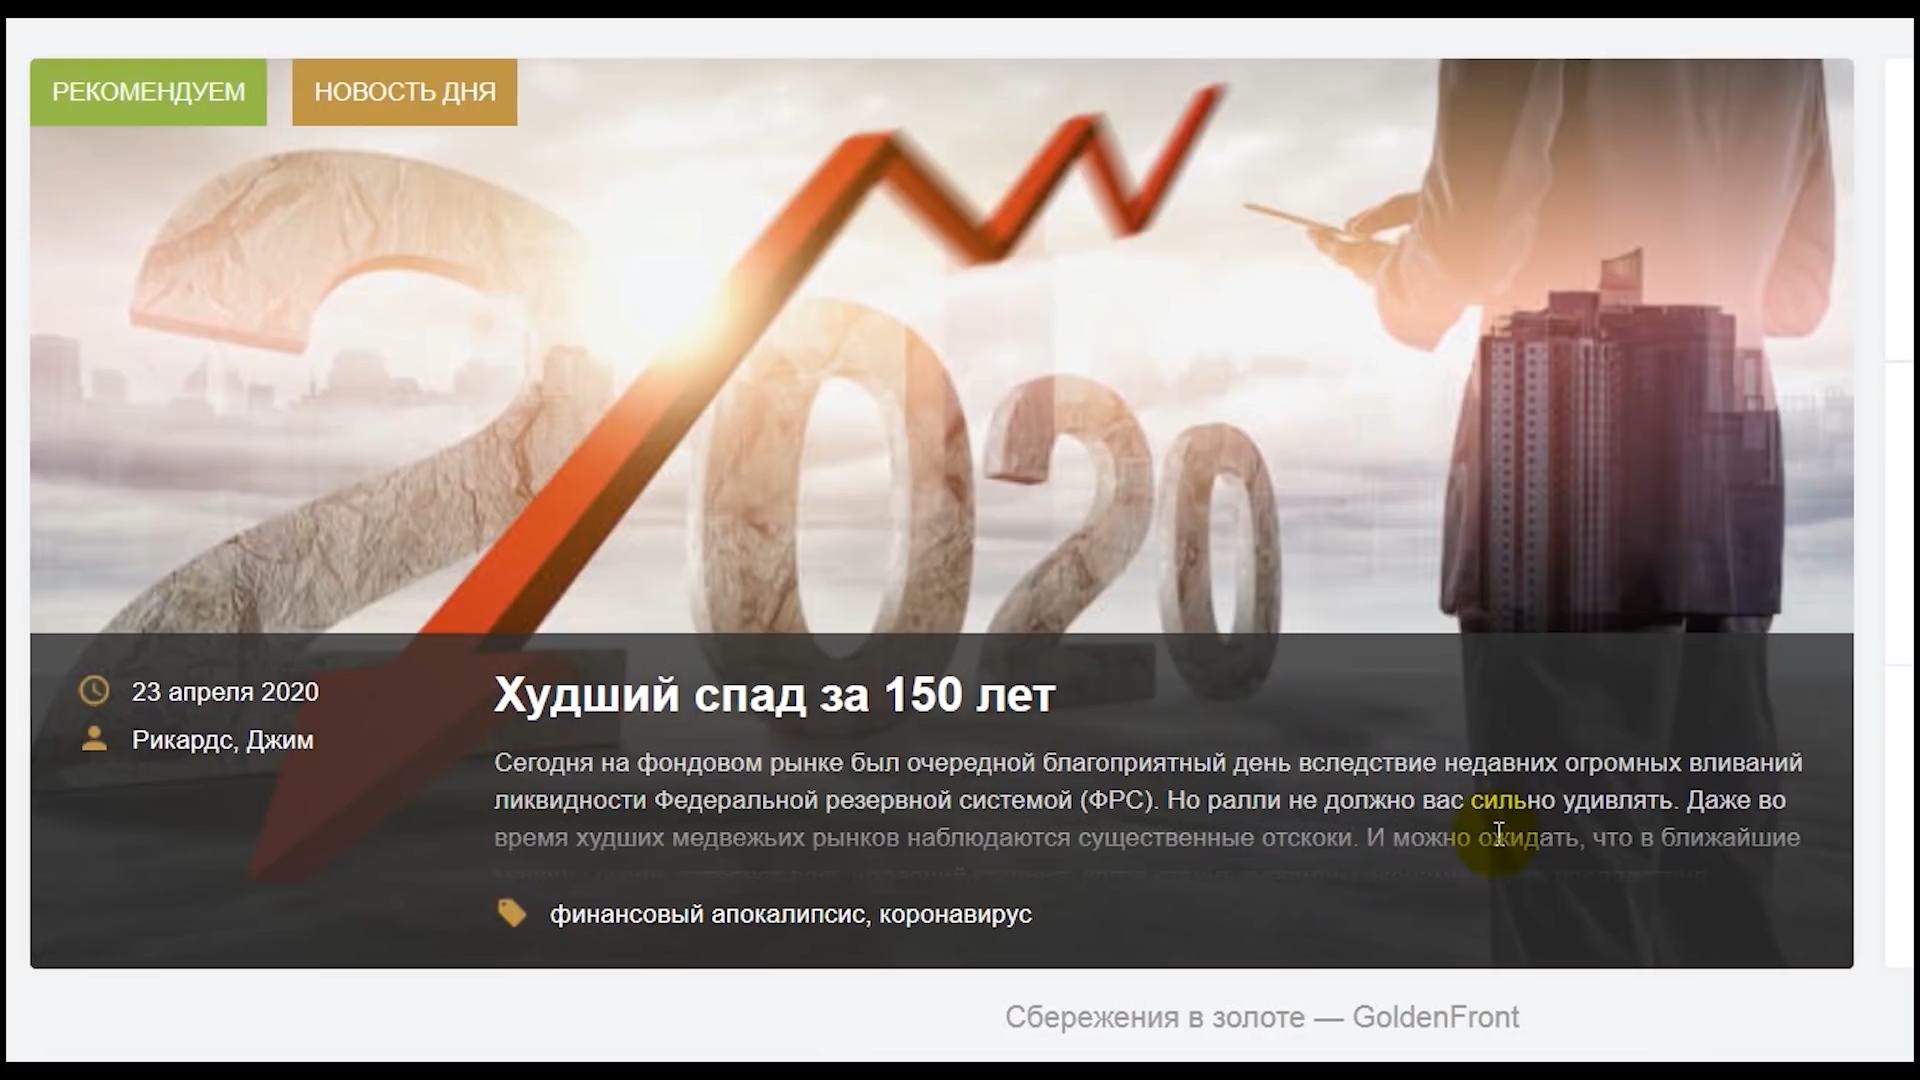 РЕКОМЕНДУЕМ
НОВОСТЬ ДНЯ
2020
23 апреля 2020
Рикардс, Джим
Худший спад за 150 лет
Сегодня на фондовом рынке был очередной благоприятный день вследствие недавних огромных вливаний
ликвидности Федеральной резервной системой (ФРС). Но ралли не должно вас сильно удивлять. Даже во
время худших медвежьих рынков наблюдаются существенные отскоки. И можно ожидать, что в ближайшие
финансовый апокалипсис, коронавирус
Сбережения в золоте — GoldenFront